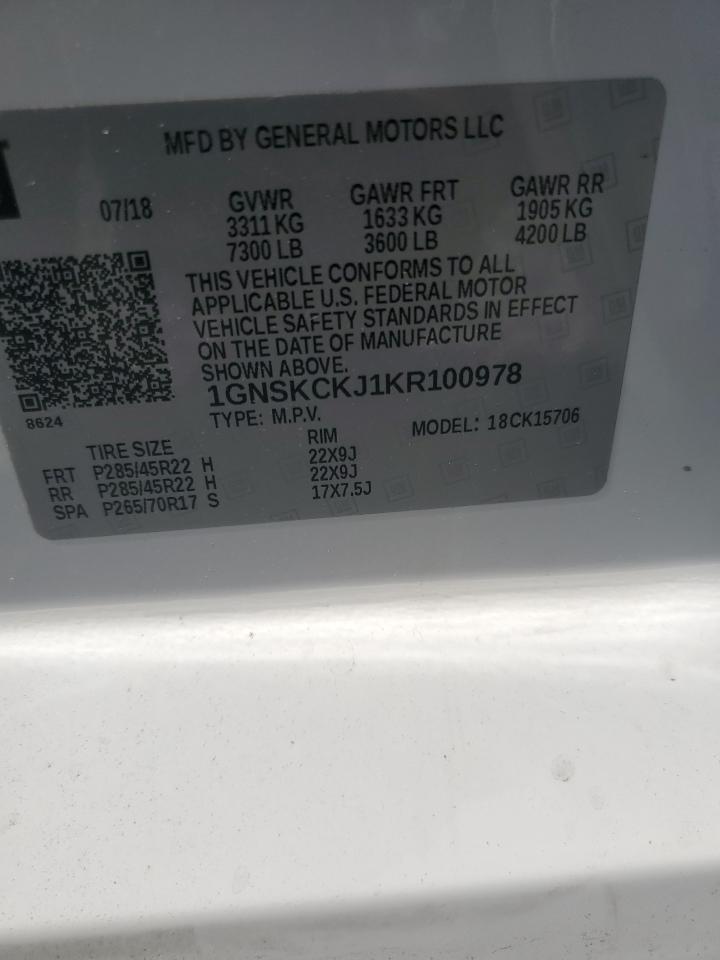 MFD BY GENERAL MOTORS LLC
07/18 GVWR GAWR FRT GAWR RR
3311 KG 1633 KG 1905 KG
7300 LB 3600 LB 4200 LB
THIS VEHICLE CONFORMS TO ALL
APPLICABLE U.S. FEDERAL MOTOR
VEHICLE SAFETY STANDARDS IN EFFECT
ON THE DATE OF MANUFACTURE
SHOWN ABOVE.
1GNSKCKJ1KR100978
8624
TYPE: M.P.V. MODEL: 18CK15706
TIRE SIZE RIM
FRT P285/45R22 H 22X9J
RR P285/45R22 H 22X9J
SPA P265/70R17 S 17X7.5J